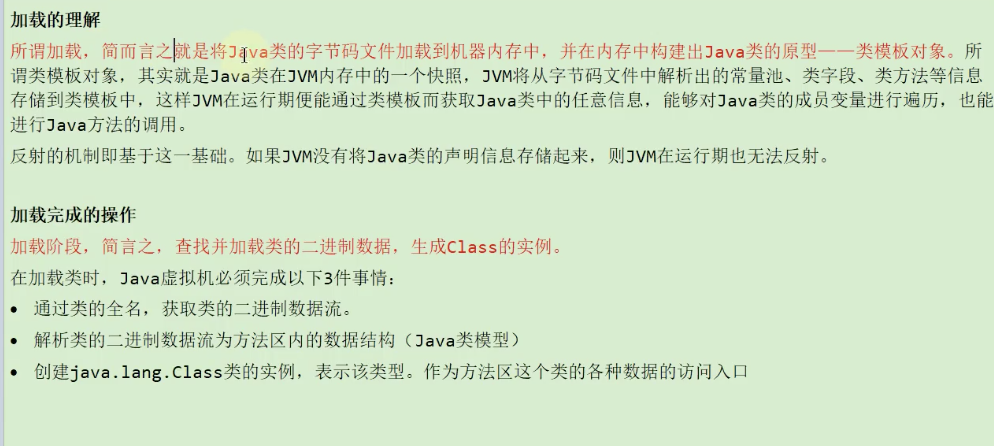 加载的理解
所谓加载，简而言之就是将Java类的字节码文件加载到机器内存中，并在内存中构建出Java类的原型——类模板对象。所
谓类模板对象，其实就是Java类在JVM内存中的一个快照，JVM将从字节码文件中解析出的常量池、类字段、类方法等信息
存储到类模板中，这样JVM在运行期便能通过类模板而获取Java类中的任意信息，能够对Java类的成员变量进行遍历，也能
进行Java方法的调用。
反射的机制即基于这一基础。如果JVM没有将Java类的声明信息存储起来，则JVM在运行期也无法反射。
加载完成的操作
加载阶段，简言之，查找并加载类的二进制数据，生成Class的实例。
在加载类时，Java虚拟机必须完成以下3件事情：
• 通过类的全名，获取类的二进制数据流。
• 解析类的二进制数据流为方法区内的数据结构（Java类模型）
• 创建java.lang.Class类的实例，表示该类型。作为方法区这个类的各种数据的访问入口